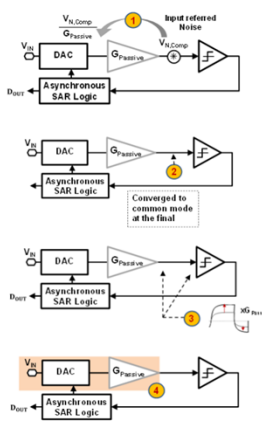 V_N,Comp
G_Passive
1
Input referred
Noise
V_IN
DAC
G_Passive
V_N,Comp
D_OUT
Asynchronous
SAR Logic
V_IN
DAC
G_Passive
2
D_OUT
Asynchronous
SAR Logic
Converged to
common mode
at the final
V_IN
DAC
G_Passive
D_OUT
Asynchronous
SAR Logic
3
V_IN
DAC
G_Passive
4
D_OUT
Asynchronous
SAR Logic